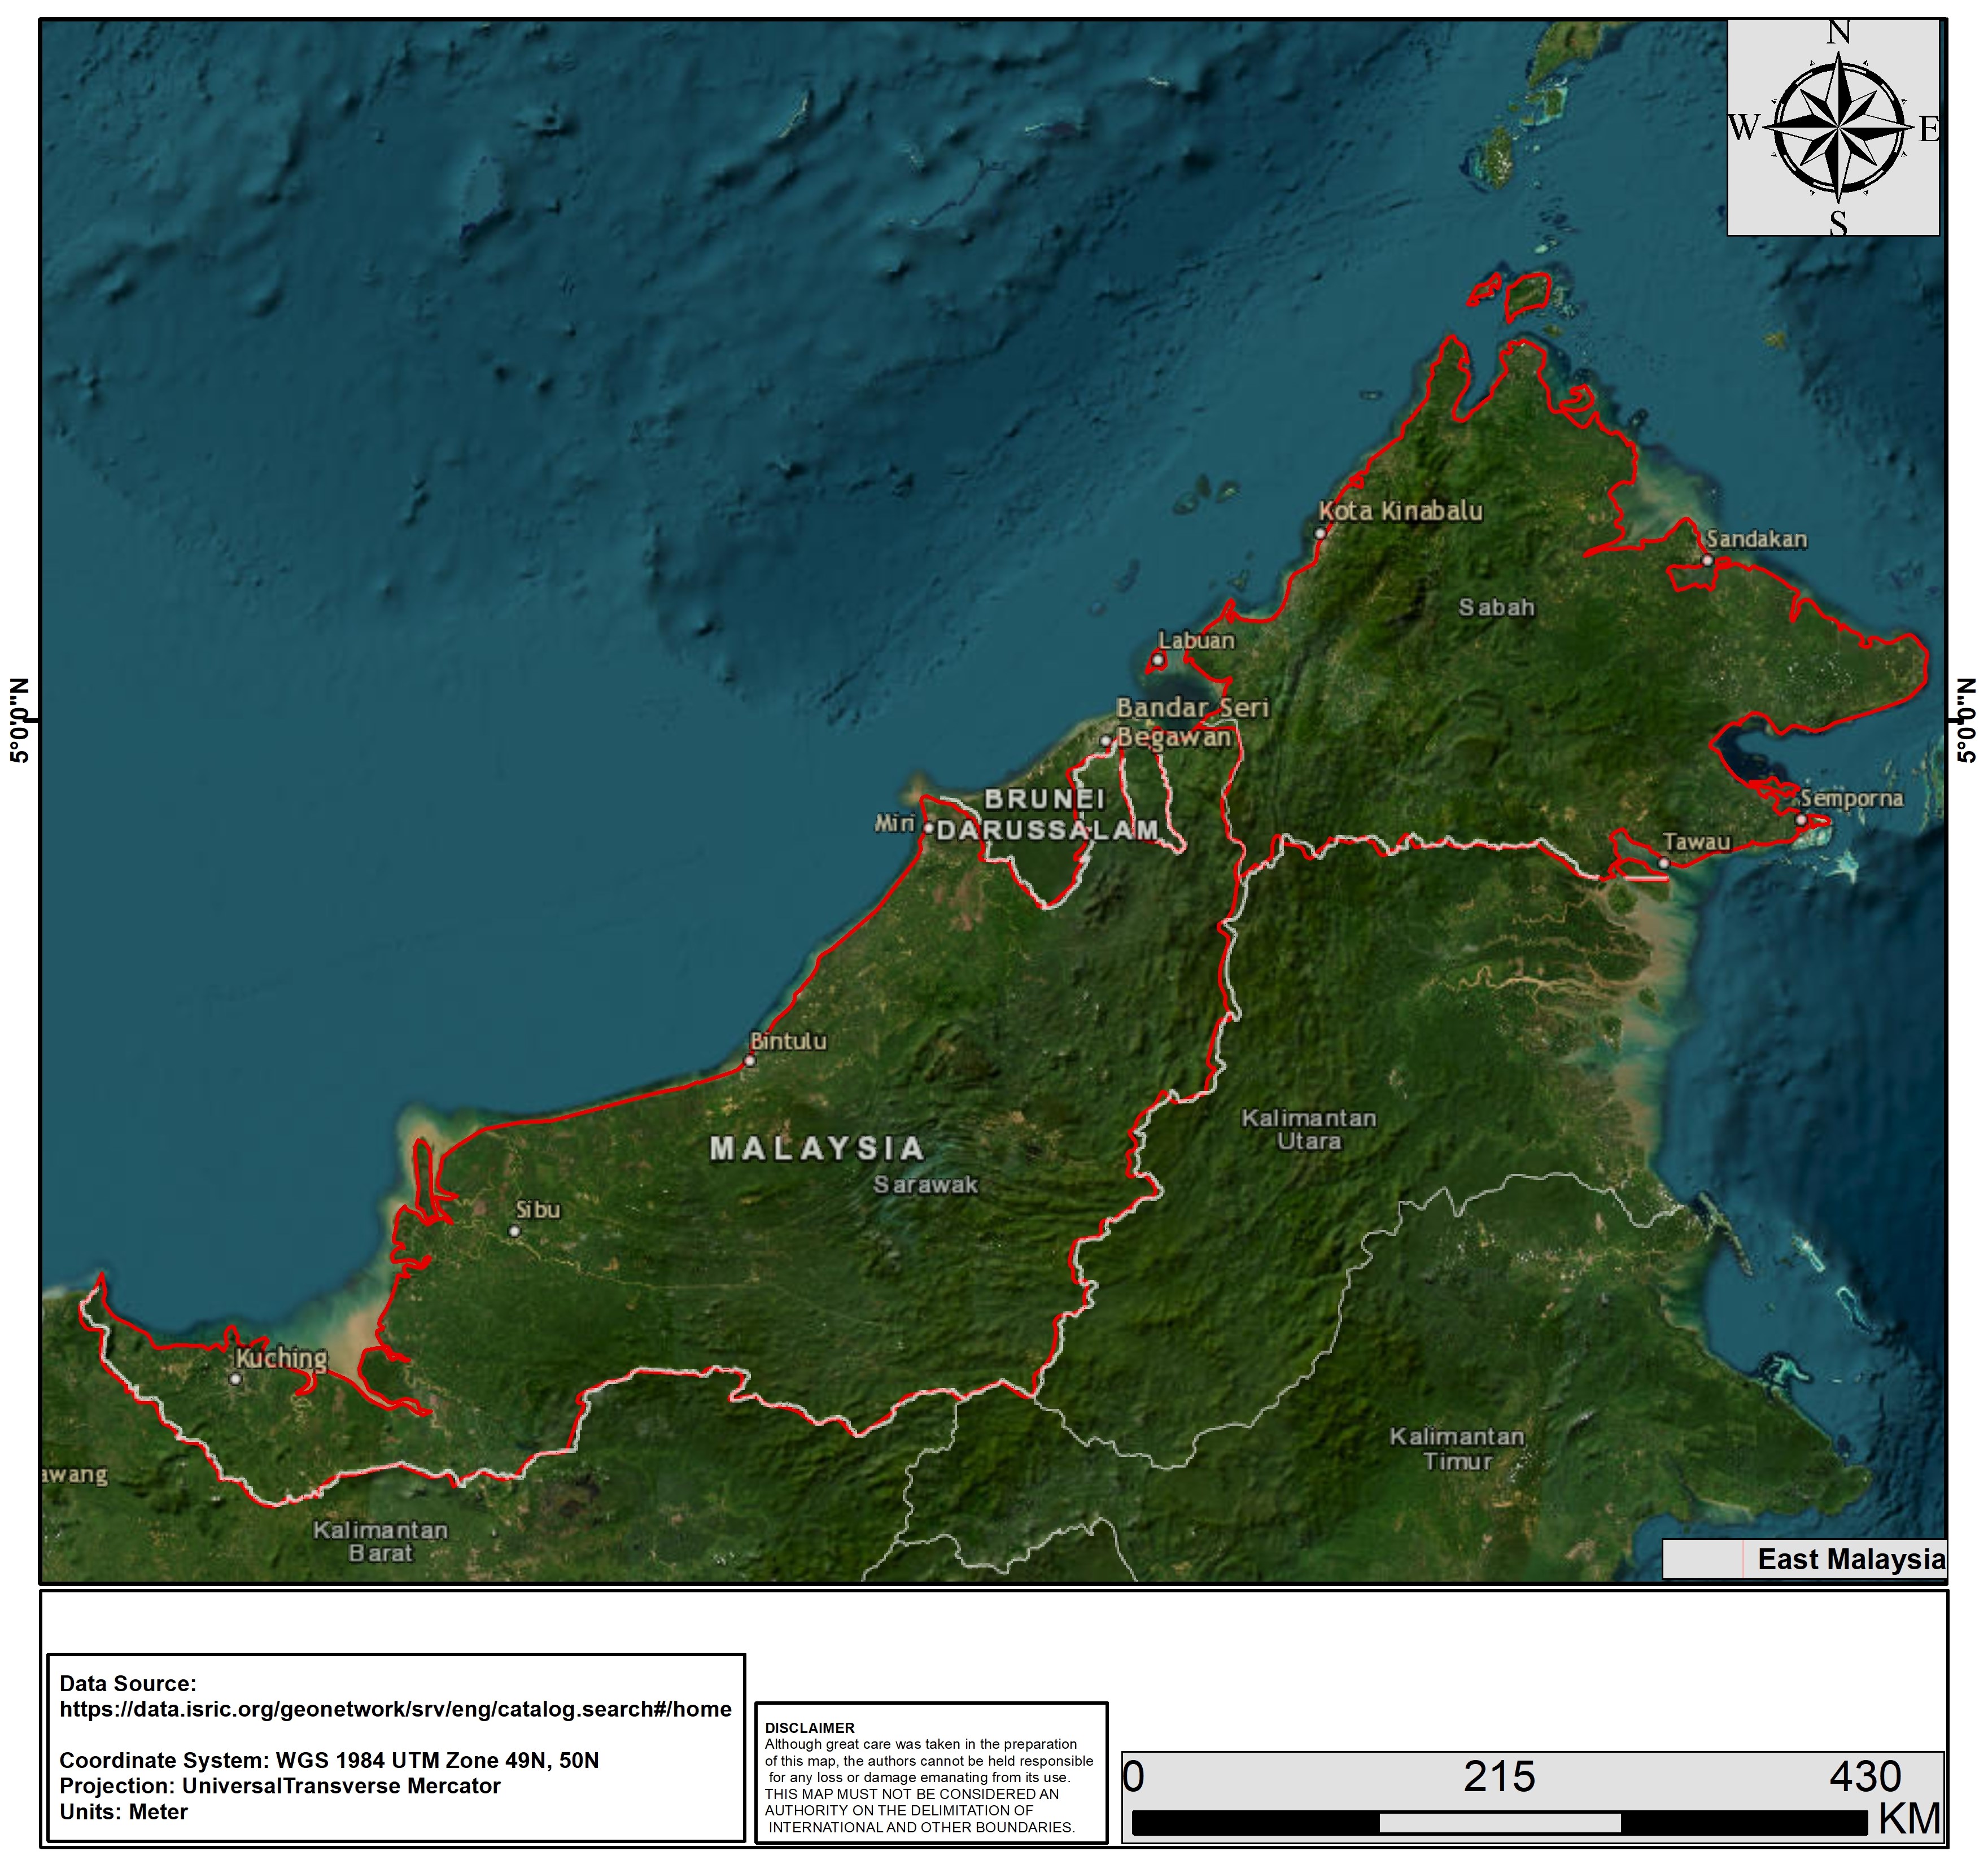 N
W
E
S
Kota Kinabalu
Sandakan
Sabah
Labuan
5°0'0"N
5°0'0"N
Bandar Seri
Begawan
BRUNEI
DARUSSALAM
Miri
Semporna
Tawau
Bintulu
Kalimantan
Utara
MALAYSIA
Sarawak
Sibu
Kuching
Kalimantan
Timur
awang
Kalimantan
Barat
East Malaysia
Data Source:
https://data.isric.org/geonetwork/srv/eng/catalog.search#/home
Coordinate System: WGS 1984 UTM Zone 49N, 50N
Projection: UniversalTransverse Mercator
Units: Meter
DISCLAIMER
Although great care was taken in the preparation
of this map, the authors cannot be held responsible
for any loss or damage emanating from its use.
THIS MAP MUST NOT BE CONSIDERED AN
AUTHORITY ON THE DELIMITATION OF
INTERNATIONAL AND OTHER BOUNDARIES.
0 215 430
KM